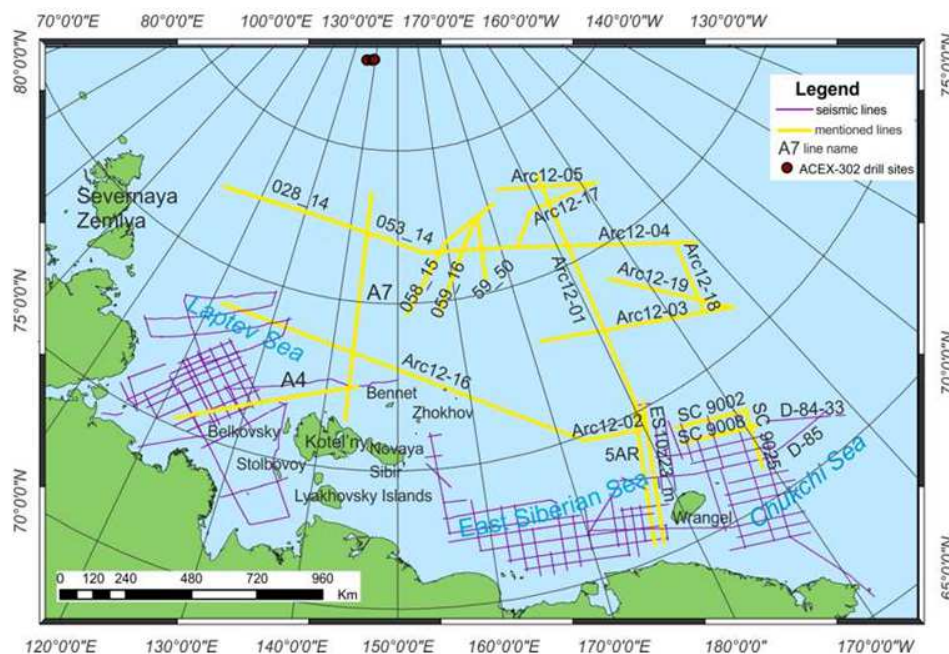 70°0'0"E 80°0'0"E 100°0'0"E 130°0'0"E 160°0'0"W 140°0'0"W 130°0'0"W
80°0'0"N
75°0'0"N
70°0'0"N
75°0'0"N
70°0'0"N
65°0'0"N
Legend
seismic lines
mentioned lines
A7 line name
ACEX-302 drill sites
Severnaya
Zemlya
028_14
053_14
Arc12-05
Arc12-17
Arc12-04
058_15
059_16
59_50
Arc12-19
Arc12-18
Arc12-01
Arc12-03
A7
Laptev Sea
Arc12-16
A4
Bennet
Zhokhov
Belkovsky
Kotel'ny
Novaya
Sibir
Stolbovoy
Lyakhovsky Islands
Arc12-02
5AR
ES10z23_m
SC 9002
SC 9008
SC 9025
D-84-33
D-85
East Siberian Sea
Wrangel
Chukchi Sea
0 120 240 480 720 960
Km
120°0'0"E 130°0'0"E 140°0'0"E 150°0'0"E 160°0'0"E 170°0'0"E 180°0'0" 170°0'0"W